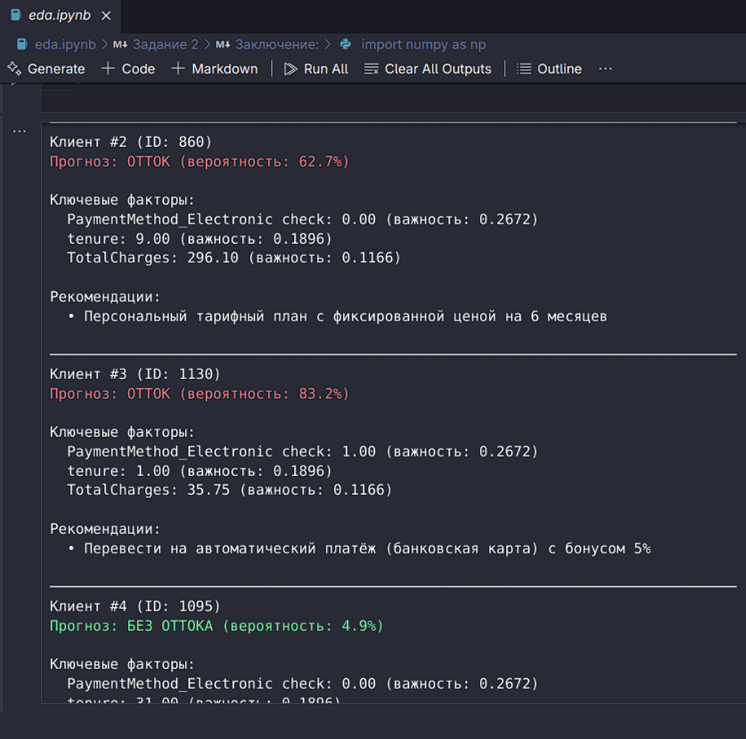 eda.ipynb
eda.ipynb > M↓ Задание 2 > M↓ Заключение: > import numpy as np
Generate + Code + Markdown | Run All Clear All Outputs | Outline ...
...
Клиент #2 (ID: 860)
Прогноз: ОТТОК (вероятность: 62.7%)
Ключевые факторы:
PaymentMethod_Electronic check: 0.00 (важность: 0.2672)
tenure: 9.00 (важность: 0.1896)
TotalCharges: 296.10 (важность: 0.1166)
Рекомендации:
• Персональный тарифный план с фиксированной ценой на 6 месяцев
Клиент #3 (ID: 1130)
Прогноз: ОТТОК (вероятность: 83.2%)
Ключевые факторы:
PaymentMethod_Electronic check: 1.00 (важность: 0.2672)
tenure: 1.00 (важность: 0.1896)
TotalCharges: 35.75 (важность: 0.1166)
Рекомендации:
• Перевести на автоматический платёж (банковская карта) с бонусом 5%
Клиент #4 (ID: 1095)
Прогноз: БЕЗ ОТТОКА (вероятность: 4.9%)
Ключевые факторы:
PaymentMethod_Electronic check: 0.00 (важность: 0.2672)
tenure: 31.00 (важность: 0.1896)